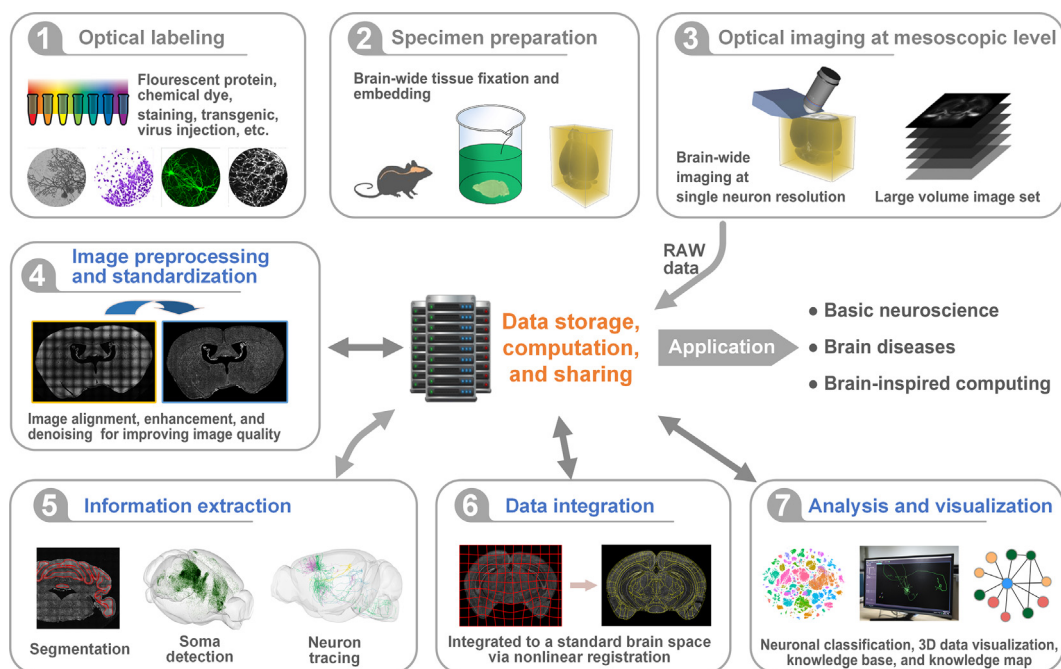 1 Optical labeling
Flourescent protein,
chemical dye,
staining, transgenic,
virus injection, etc.
2 Specimen preparation
Brain-wide tissue fixation and
embedding
3 Optical imaging at mesoscopic level
Brain-wide
imaging at
single neuron resolution
Large volume image set
RAW
data
4 Image preprocessing
and standardization
Image alignment, enhancement, and
denoising for improving image quality
Data storage,
computation,
and sharing
Application
● Basic neuroscience
● Brain diseases
● Brain-inspired computing
5 Information extraction
Segmentation
Soma
detection
Neuron
tracing
6 Data integration
Integrated to a standard brain space
via nonlinear registration
7 Analysis and visualization
Neuronal classification, 3D data visualization,
knowledge base, and knowledge map